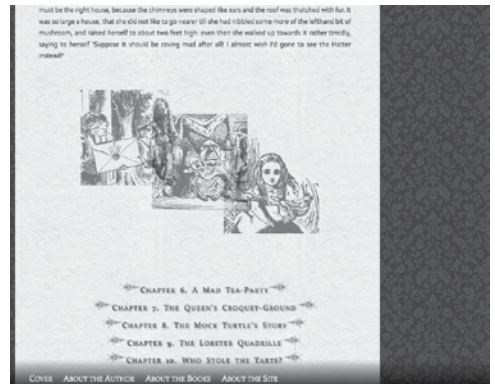 must be the right house, because the chimneys were shaped like ears and the roof was thatched with fur. It
was so large a house, that she did not like to go nearer till she had nibbled some more of the lefthand bit of
mushroom, and raised herself to about two feet high: even then she walked up towards it rather timidly,
saying to herself 'Suppose it should be raving mad after all! I almost wish I'd gone to see the Hatter
instead!'
Chapter 6. A Mad Tea-Party
Chapter 7. The Queen's Croquet-Ground
Chapter 8. The Mock Turtle's Story
Chapter 9. The Lobster Quadrille
Chapter 10. Who Stole the Tarts?
Cover About the Author About the Books About the Site